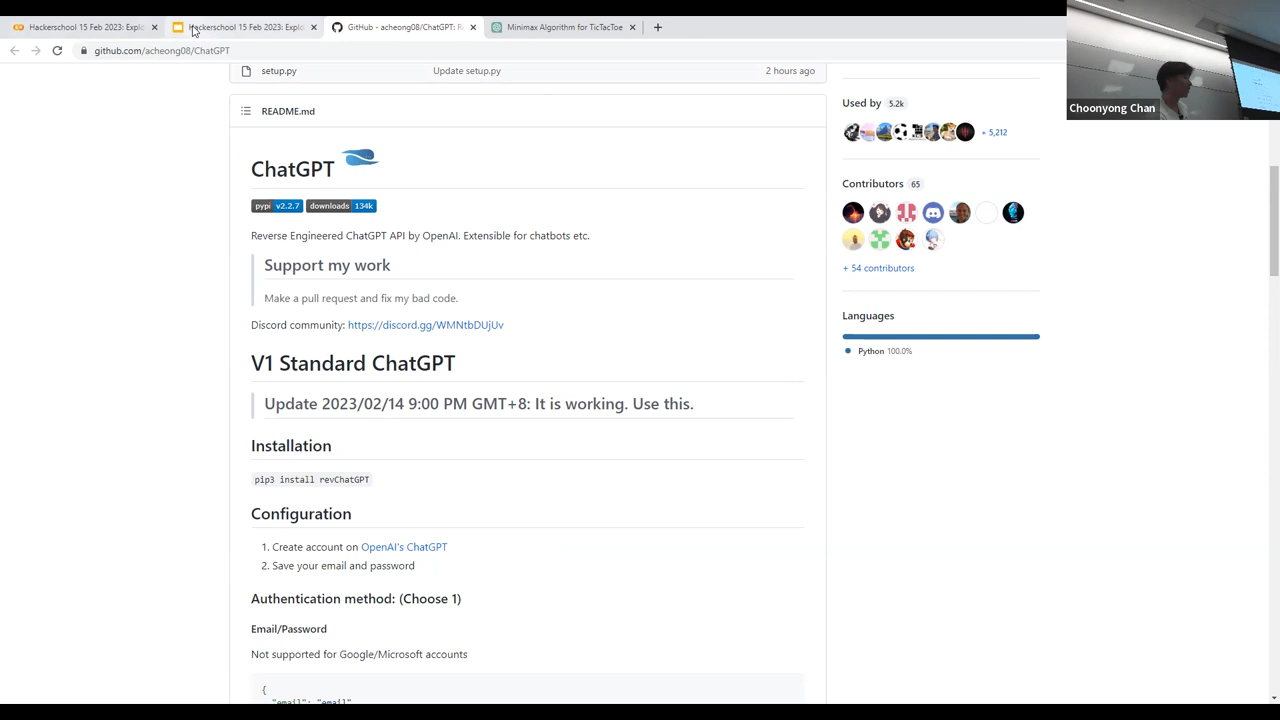 Hackerschool 15 Feb 2023: Explo
Hackerschool 15 Feb 2023: Explo
GitHub - acheong08/ChatGPT: Re
Minimax Algorithm for TicTacToe
github.com/acheong08/ChatGPT
Choonyong Chan
setup.py
Update setup.py
2 hours ago
README.md
ChatGPT
pypi v2.2.7 downloads 134k
Reverse Engineered ChatGPT API by OpenAI. Extensible for chatbots etc.
Support my work
Make a pull request and fix my bad code.
Discord community: https://discord.gg/WMNtbDUjUv
V1 Standard ChatGPT
Update 2023/02/14 9:00 PM GMT+8: It is working. Use this.
Installation
pip3 install revChatGPT
Configuration
1. Create account on OpenAI's ChatGPT
2. Save your email and password
Authentication method: (Choose 1)
Email/Password
Not supported for Google/Microsoft accounts
{
"email": "email"
Used by 5.2k
+ 5,212
Contributors 65
+ 54 contributors
Languages
Python 100.0%